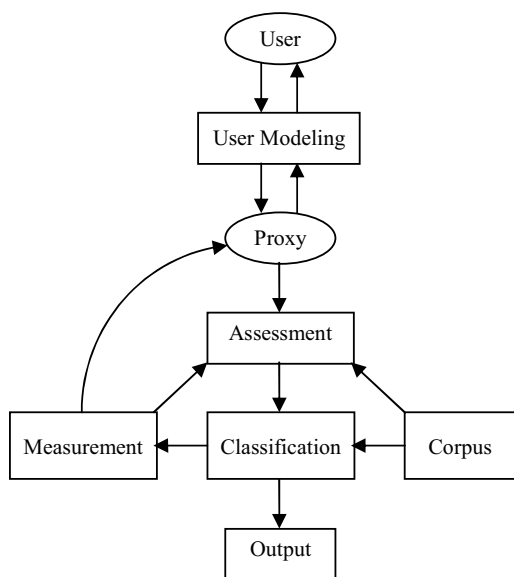 User
User Modeling
Proxy
Assessment
Measurement
Classification
Corpus
Output